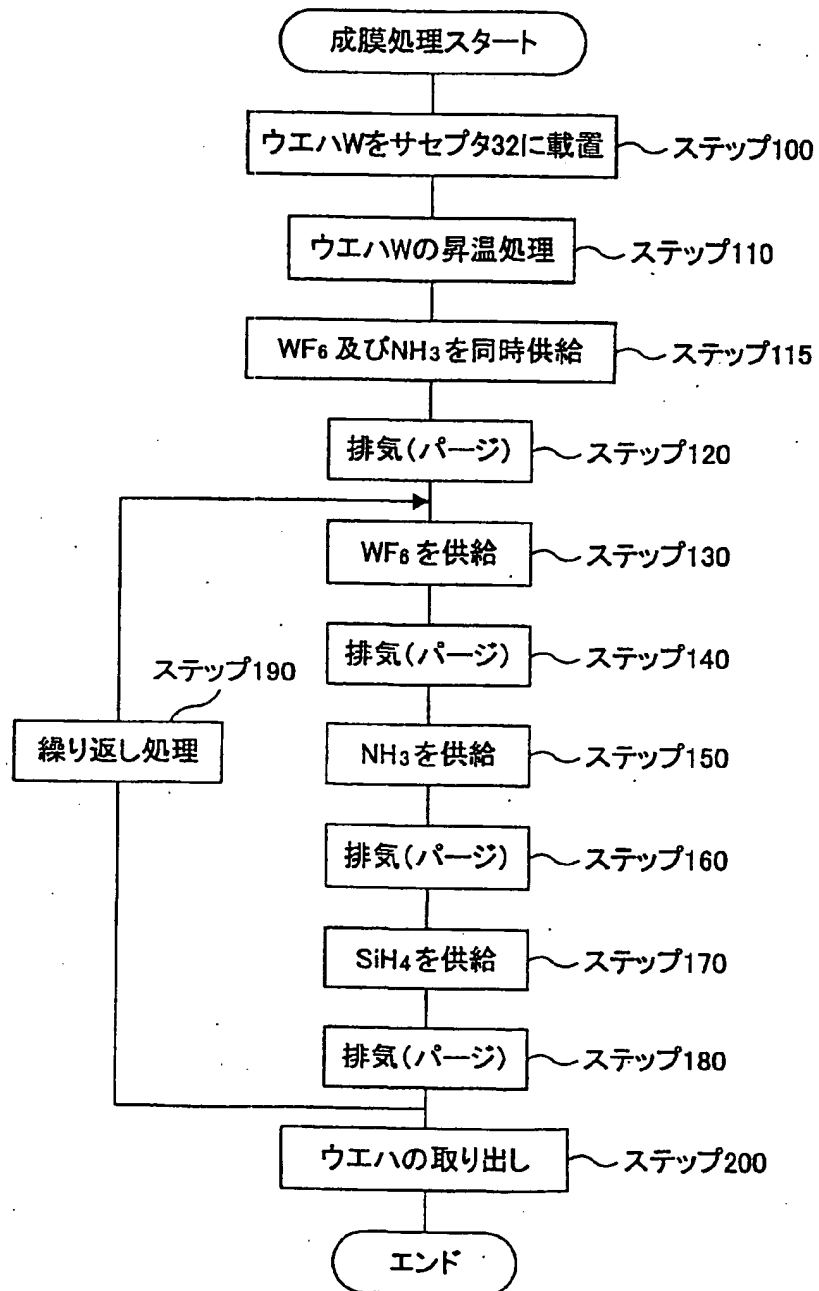 成膜処理スタート
ウエハWをサセプタ32に載置
ステップ100
ウエハWの昇温処理
ステップ110
WF₆ 及びNH₃を同時供給
ステップ115
排気(パージ)
ステップ120
WF₆ を供給
ステップ130
排気(パージ)
ステップ140
ステップ190
繰り返し処理
NH₃を供給
ステップ150
排気(パージ)
ステップ160
SiH₄を供給
ステップ170
排気(パージ)
ステップ180
ウエハの取り出し
ステップ200
エンド